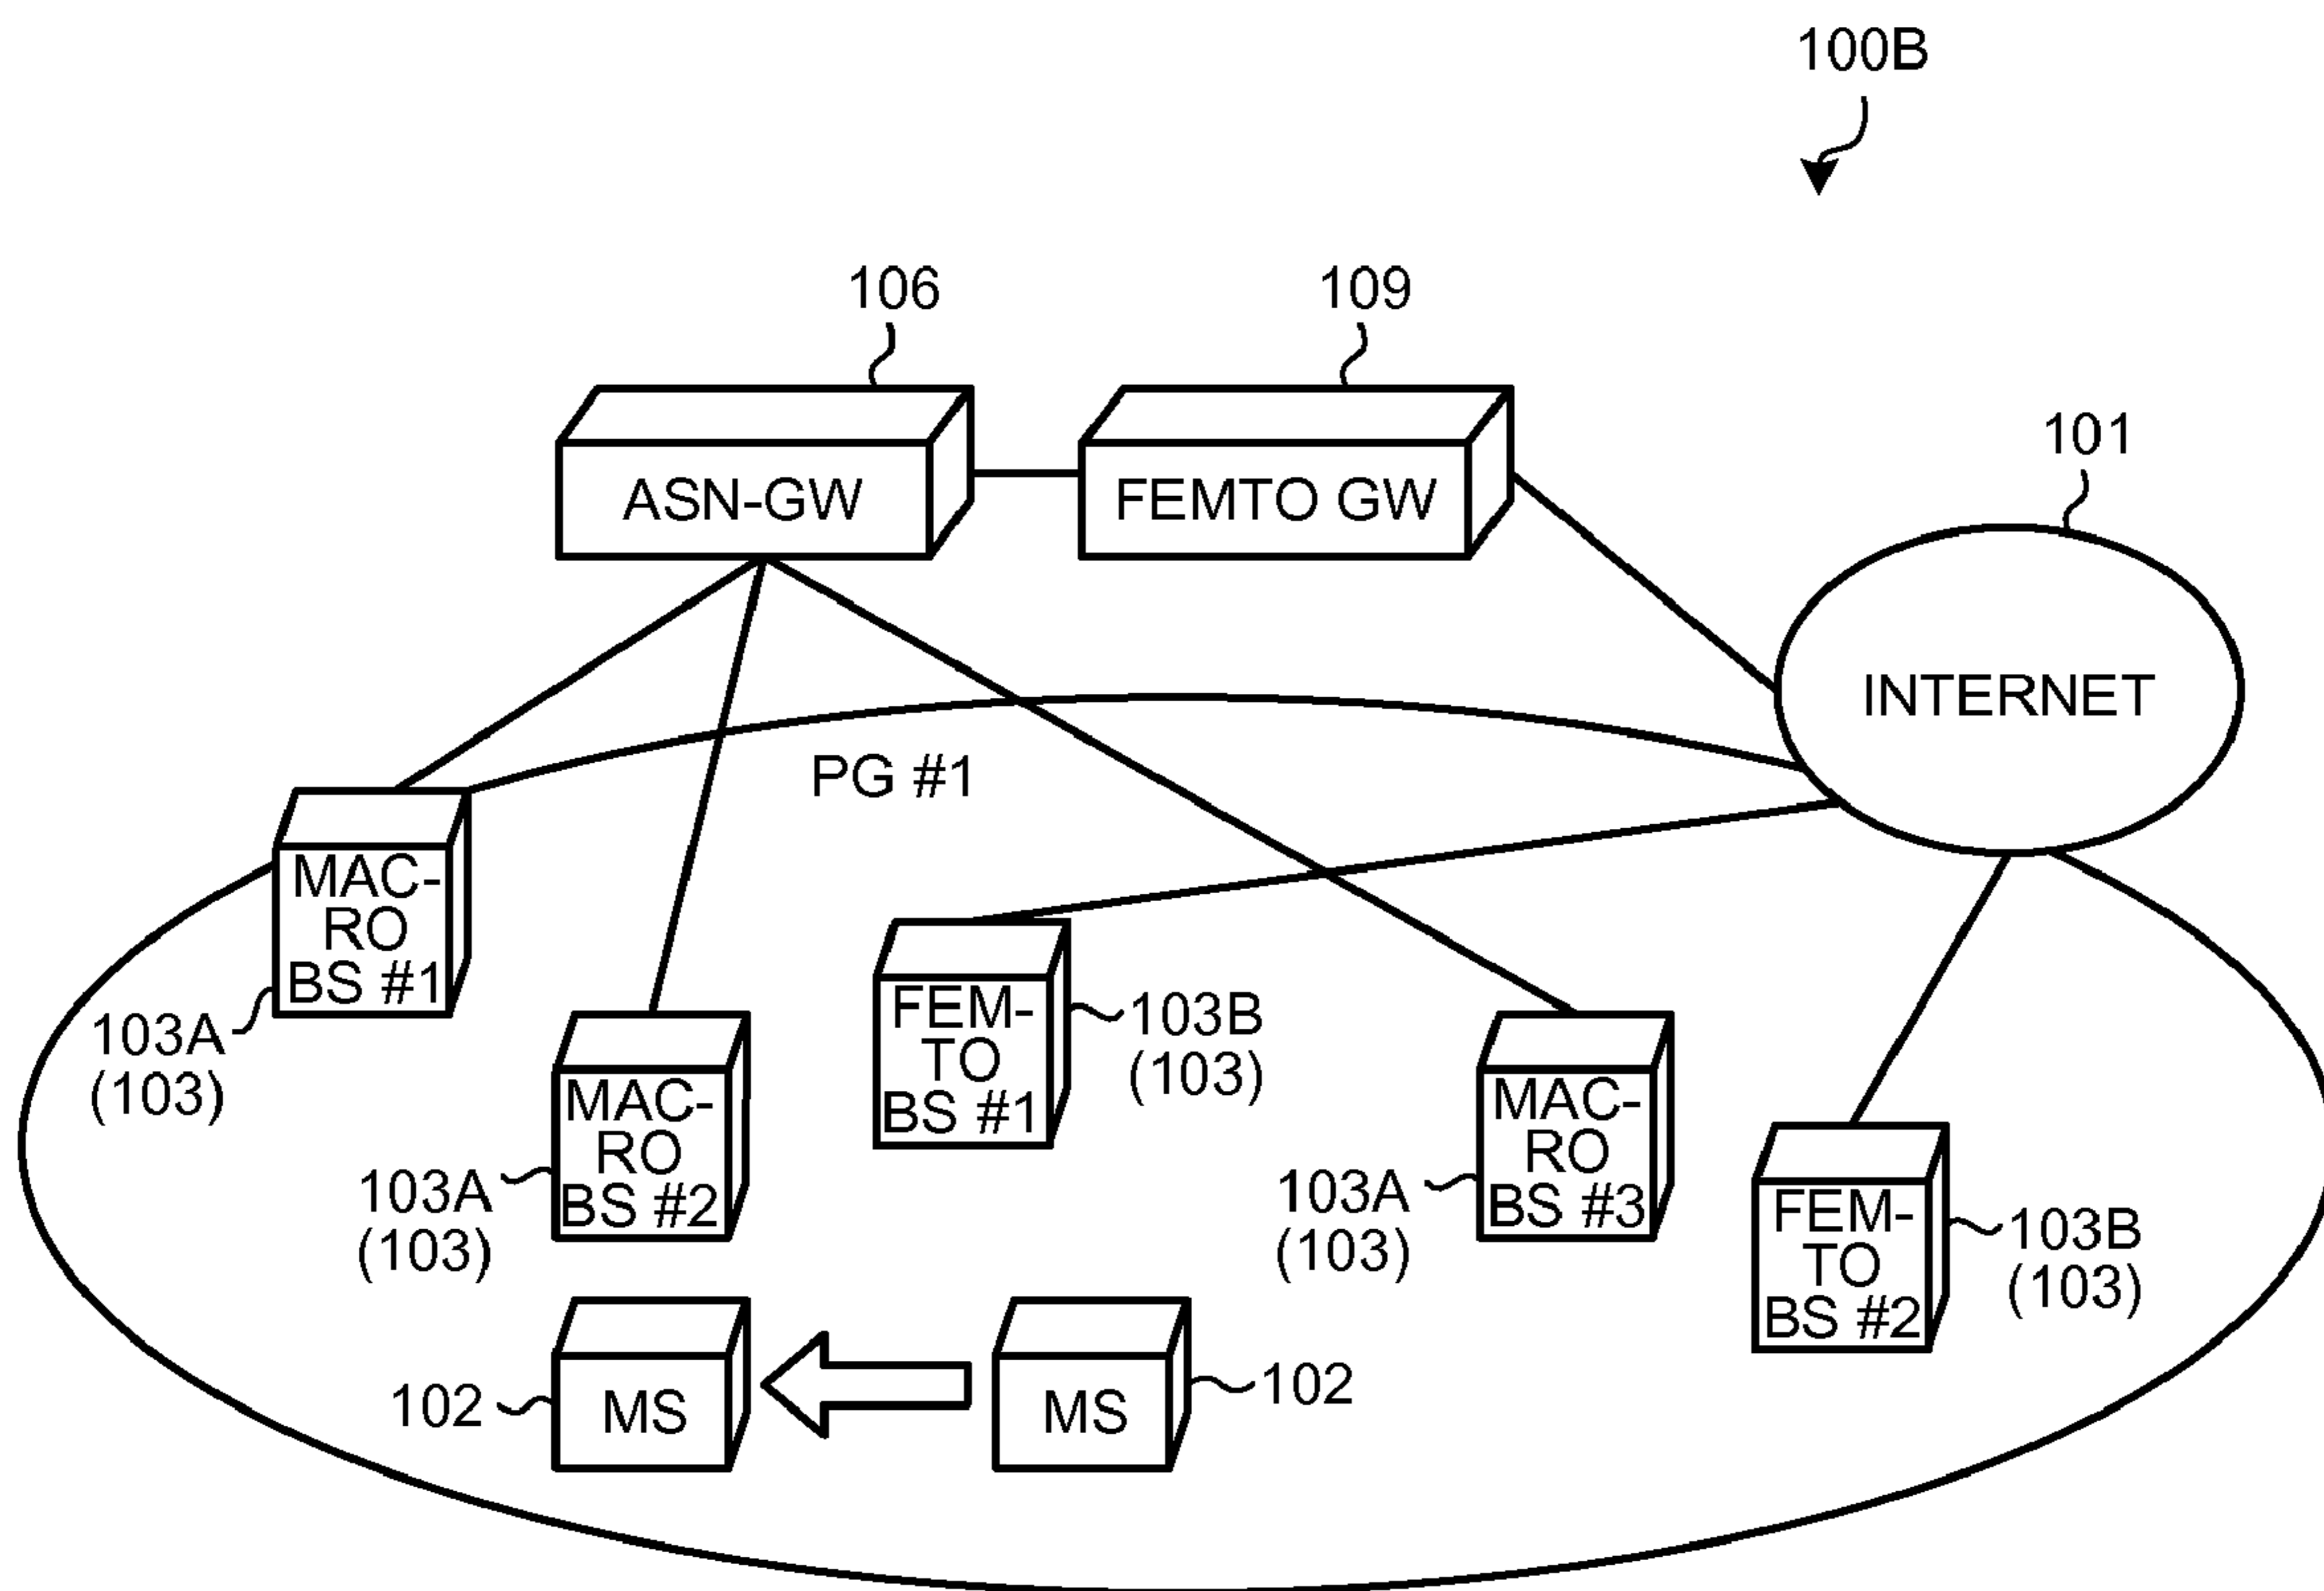 100B
106
109
101
ASN-GW
FEMTO GW
INTERNET
PG #1
MAC-
RO
BS #1
103A
(103)
MAC-
RO
BS #2
103A
(103)
FEM-
TO
BS #1
103B
(103)
MAC-
RO
BS #3
103A
(103)
FEM-
TO
BS #2
103B
(103)
102
MS
MS
102